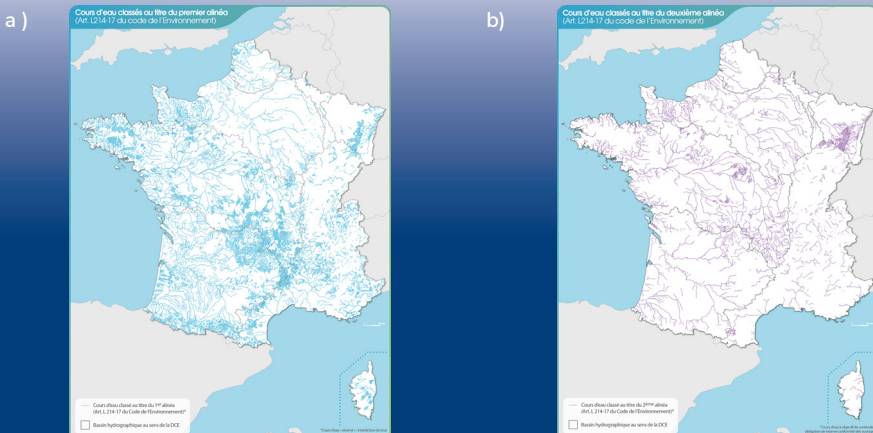 a )
Cours d'eau classés au titre du premier alinéa
(Art. L214-17 du code de l'Environnement)
Cours d'eau classé au titre du 1er alinéa
(Art. L 214-17 du Code de l'Environnement)*
Bassin hydrographique au sens de la DCE
b)
Cours d'eau classés au titre du deuxième alinéa
(Art. L214-17 du code de l'Environnement)
Cours d'eau classé au titre du 2ème alinéa
(Art. L 214-17 du Code de l'Environnement)*
Bassin hydrographique au sens de la DCE